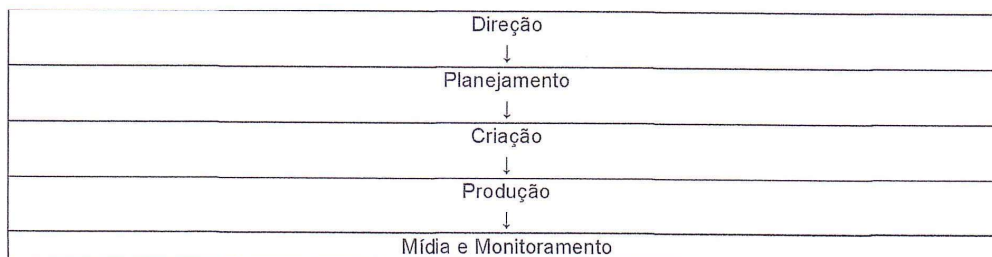 Direção
↓
Planejamento
↓
Criação
↓
Produção
↓
Mídia e Monitoramento